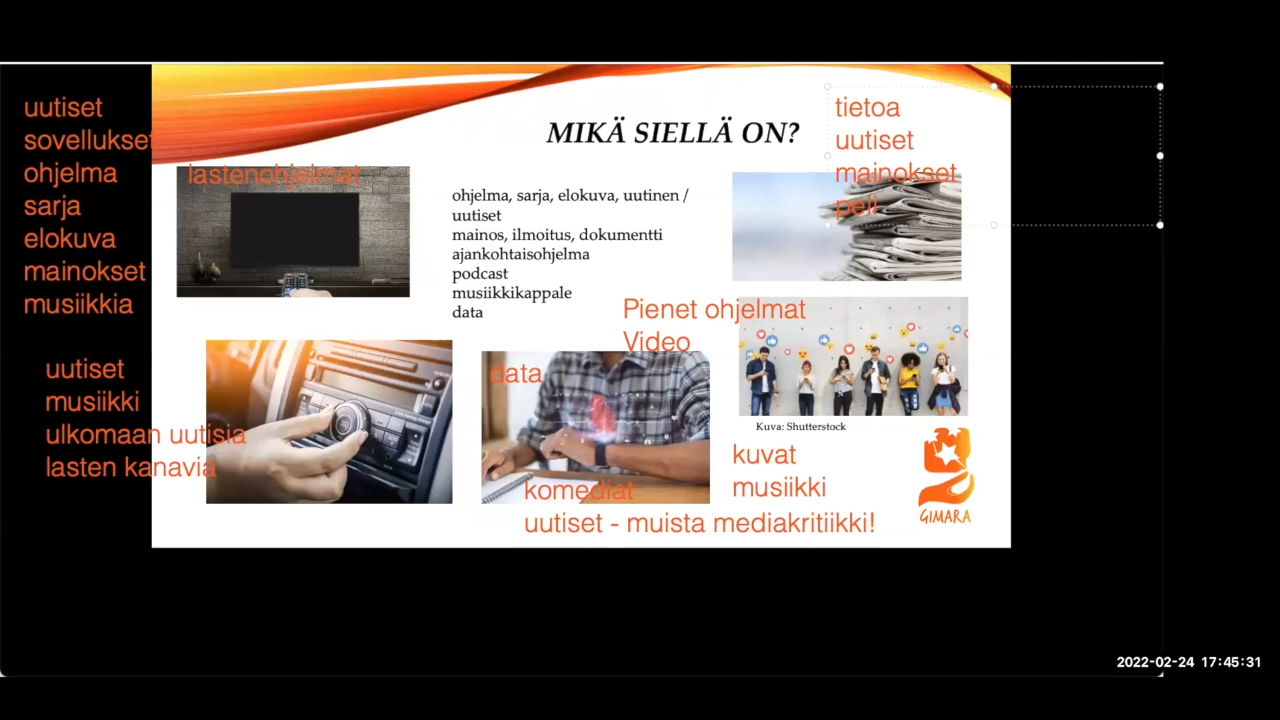 MIKÄ SIELLÄ ON?
uutiset
sovellukset
ohjelma
sarja
elokuva
mainokset
musiikkia
lastenohjelmat
ohjelma, sarja, elokuva, uutinen /
uutiset
mainos, ilmoitus, dokumentti
ajankohtaisohjelma
podcast
musiikkikappale
data
tietoa
uutiset
mainokset
peli
uutiset
musiikki
ulkomaan uutisia
lasten kanavia
Pienet ohjelmat
Video
data
komediat
uutiset - muista mediakritiikki!
Kuva: Shutterstock
kuvat
musiikki
GIMARA
2022-02-24 17:45:31